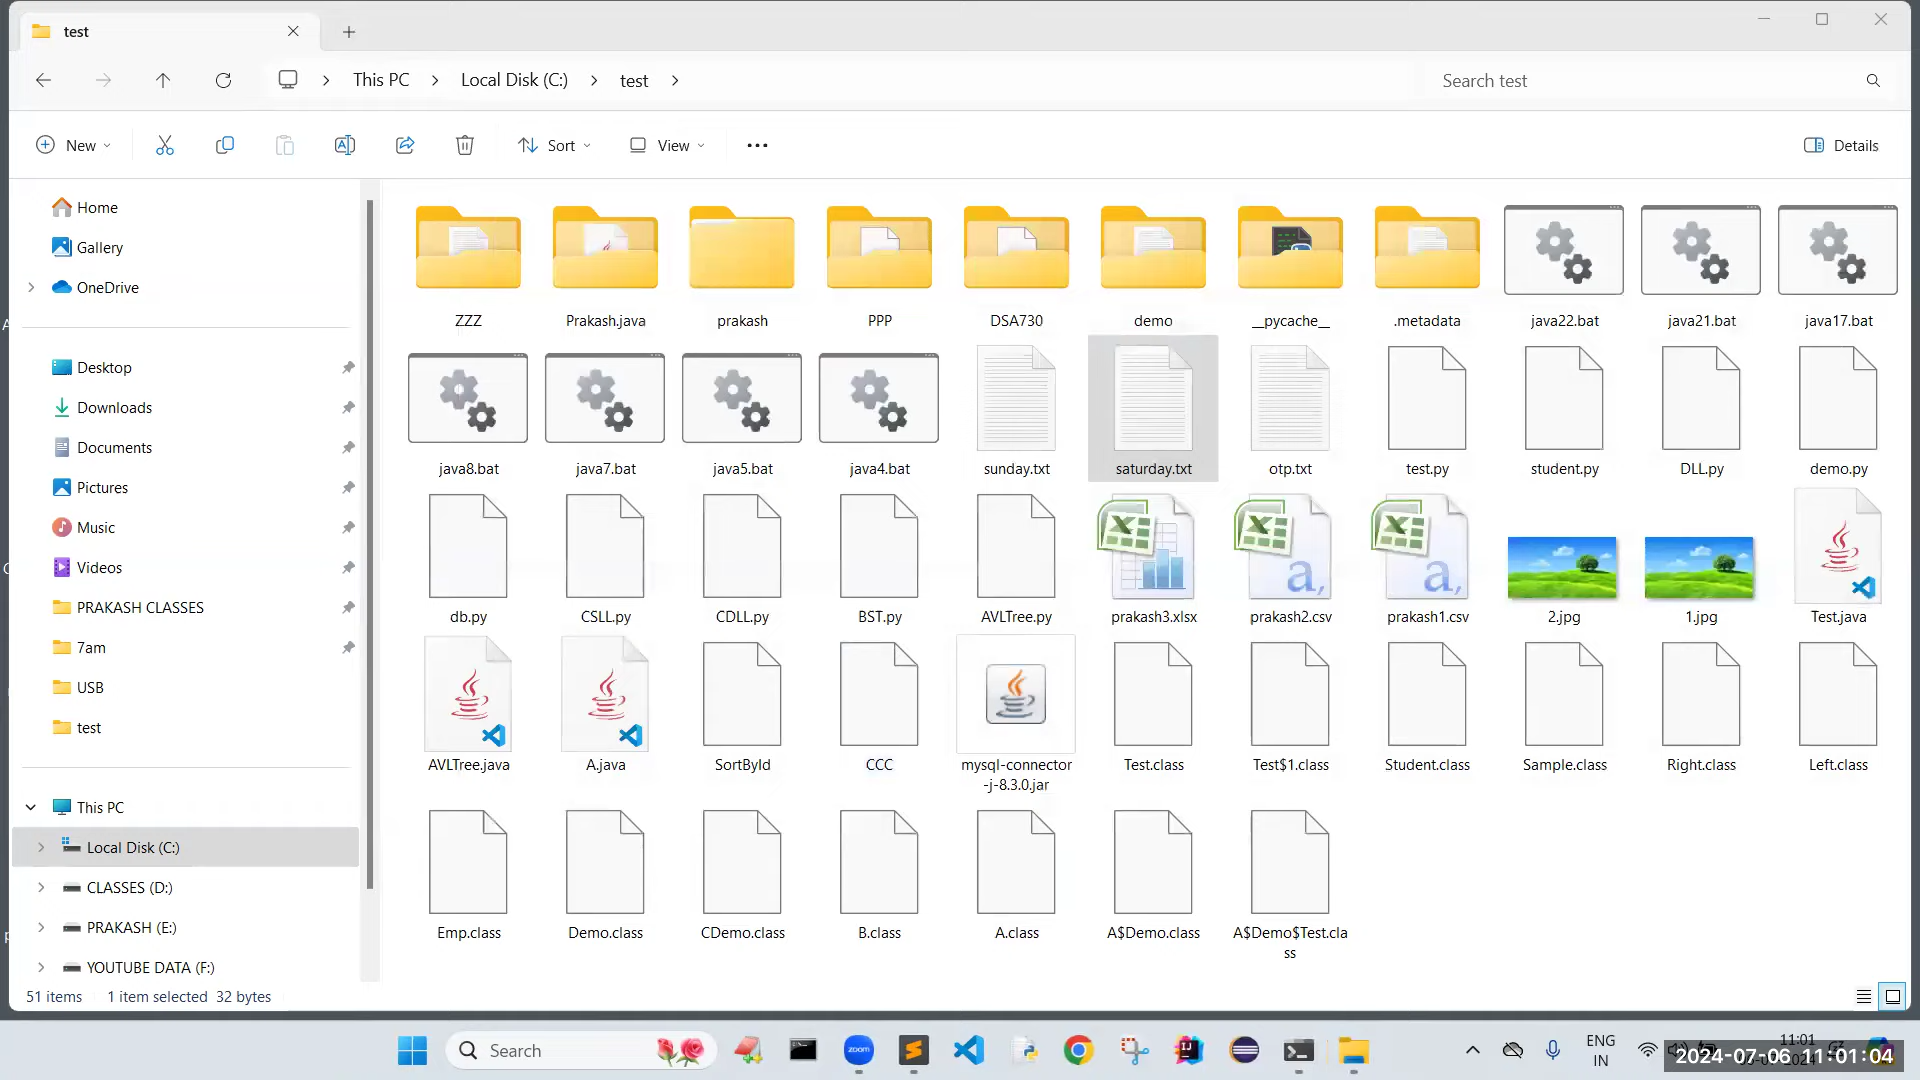 test
This PC
Local Disk (C:)
test
Search test
New
Sort
View
Details
Home
Gallery
OneDrive
Desktop
Downloads
Documents
Pictures
Music
Videos
PRAKASH CLASSES
7am
USB
test
This PC
Local Disk (C:)
CLASSES (D:)
PRAKASH (E:)
YOUTUBE DATA (F:)
ZZZ
Prakash.java
prakash
PPP
DSA730
demo
__pycache__
.metadata
java22.bat
java21.bat
java17.bat
java8.bat
java7.bat
java5.bat
java4.bat
sunday.txt
saturday.txt
otp.txt
test.py
student.py
DLL.py
demo.py
db.py
CSLL.py
CDLL.py
BST.py
AVLTree.py
prakash3.xlsx
prakash2.csv
prakash1.csv
2.jpg
1.jpg
Test.java
AVLTree.java
A.java
SortById
CCC
mysql-connector
-j-8.3.0.jar
Test.class
Test$1.class
Student.class
Sample.class
Right.class
Left.class
Emp.class
Demo.class
CDemo.class
B.class
A.class
A$Demo.class
A$Demo$Test.cla
ss
51 items
1 item selected 32 bytes
Search
zoom
ENG
IN
11:01
2024-07-06 11:01:04